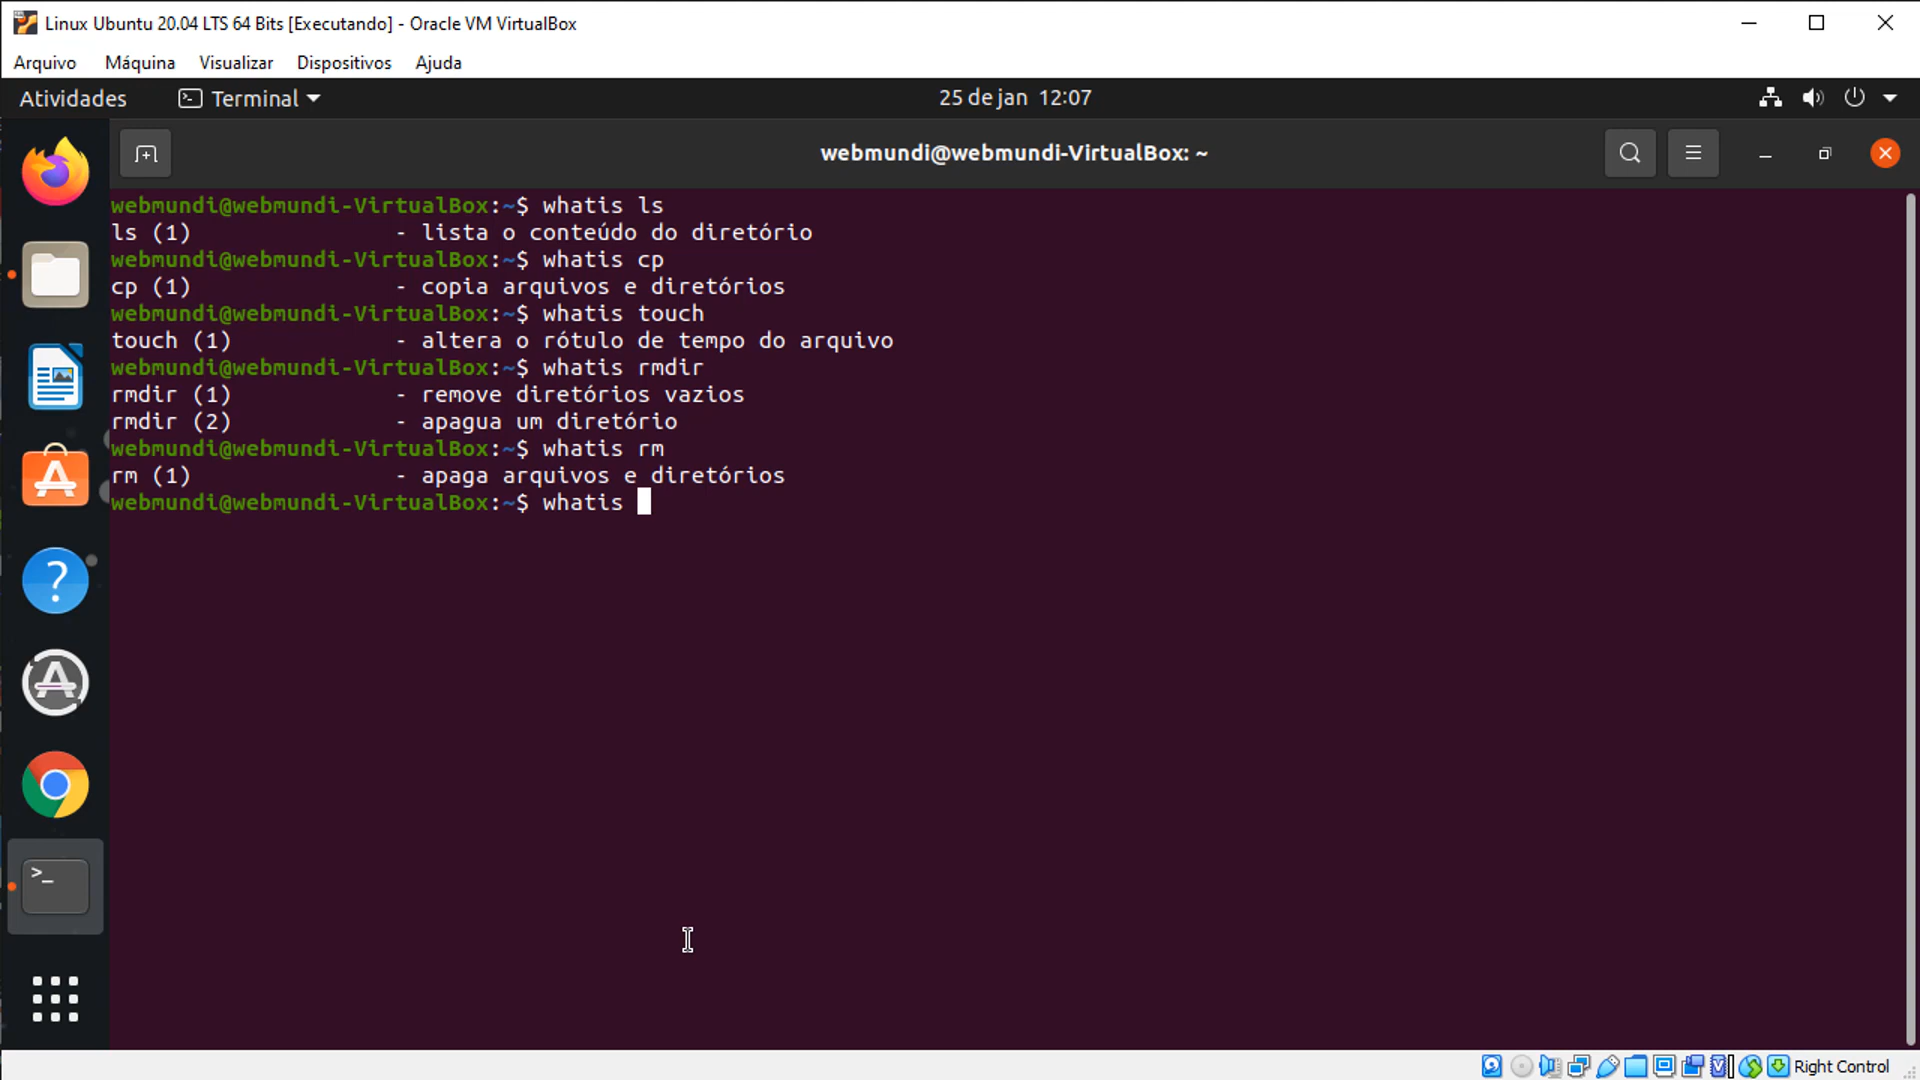 Linux Ubuntu 20.04 LTS 64 Bits [Executando] - Oracle VM VirtualBox
Arquivo Máquina Visualizar Dispositivos Ajuda
Atividades Terminal 25 de jan 12:07
webmundi@webmundi-VirtualBox: ~
webmundi@webmundi-VirtualBox:~$ whatis ls
ls (1) - lista o conteúdo do diretório
webmundi@webmundi-VirtualBox:~$ whatis cp
cp (1) - copia arquivos e diretórios
webmundi@webmundi-VirtualBox:~$ whatis touch
touch (1) - altera o rótulo de tempo do arquivo
webmundi@webmundi-VirtualBox:~$ whatis rmdir
rmdir (1) - remove diretórios vazios
rmdir (2) - apagua um diretório
webmundi@webmundi-VirtualBox:~$ whatis rm
rm (1) - apaga arquivos e diretórios
webmundi@webmundi-VirtualBox:~$ whatis
Right Control